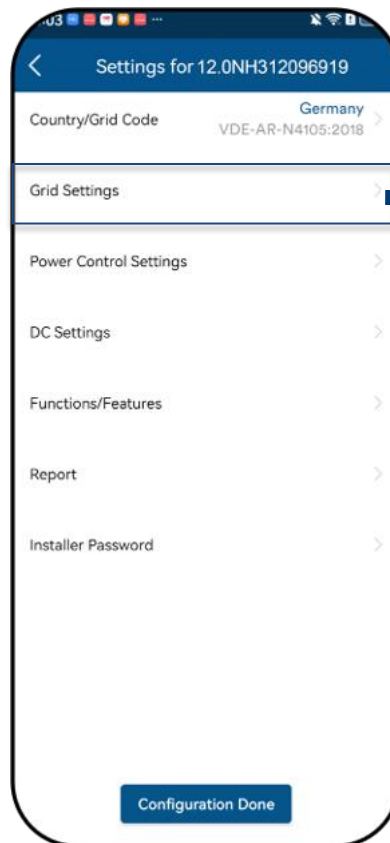 :03
Settings for 12.0NH312096919
Country/Grid Code
Germany
VDE-AR-N4105:2018
Grid Settings
Power Control Settings
DC Settings
Functions/Features
Report
Installer Password
Configuration Done